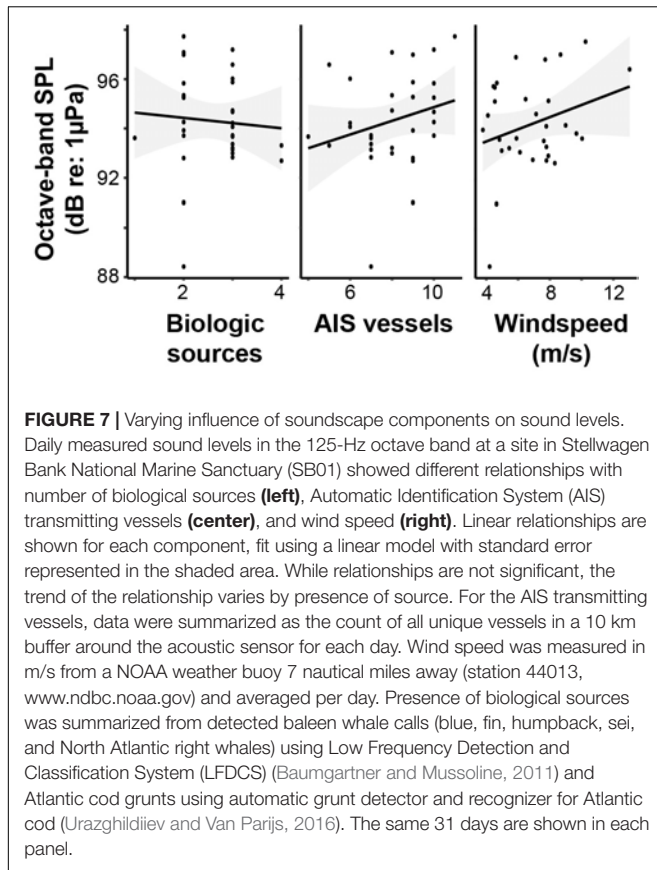 Octave-band SPL
(dB re: 1µPa)
96
92
88
2
4
6
8
10
4
8
12
Biologic
sources
AIS vessels
Windspeed
(m/s)
FIGURE 7 | Varying influence of soundscape components on sound levels.
Daily measured sound levels in the 125-Hz octave band at a site in Stellwagen
Bank National Marine Sanctuary (SB01) showed different relationships with
number of biological sources (left), Automatic Identification System (AIS)
transmitting vessels (center), and wind speed (right). Linear relationships are
shown for each component, fit using a linear model with standard error
represented in the shaded area. While relationships are not significant, the
trend of the relationship varies by presence of source. For the AIS transmitting
vessels, data were summarized as the count of all unique vessels in a 10 km
buffer around the acoustic sensor for each day. Wind speed was measured in
m/s from a NOAA weather buoy 7 nautical miles away (station 44013,
www.ndbc.noaa.gov) and averaged per day. Presence of biological sources
was summarized from detected baleen whale calls (blue, fin, humpback, sei,
and North Atlantic right whales) using Low Frequency Detection and
Classification System (LFDCS) (Baumgartner and Mussoline, 2011) and
Atlantic cod grunts using automatic grunt detector and recognizer for Atlantic
cod (Urazghildiiev and Van Parijs, 2016). The same 31 days are shown in each
panel.